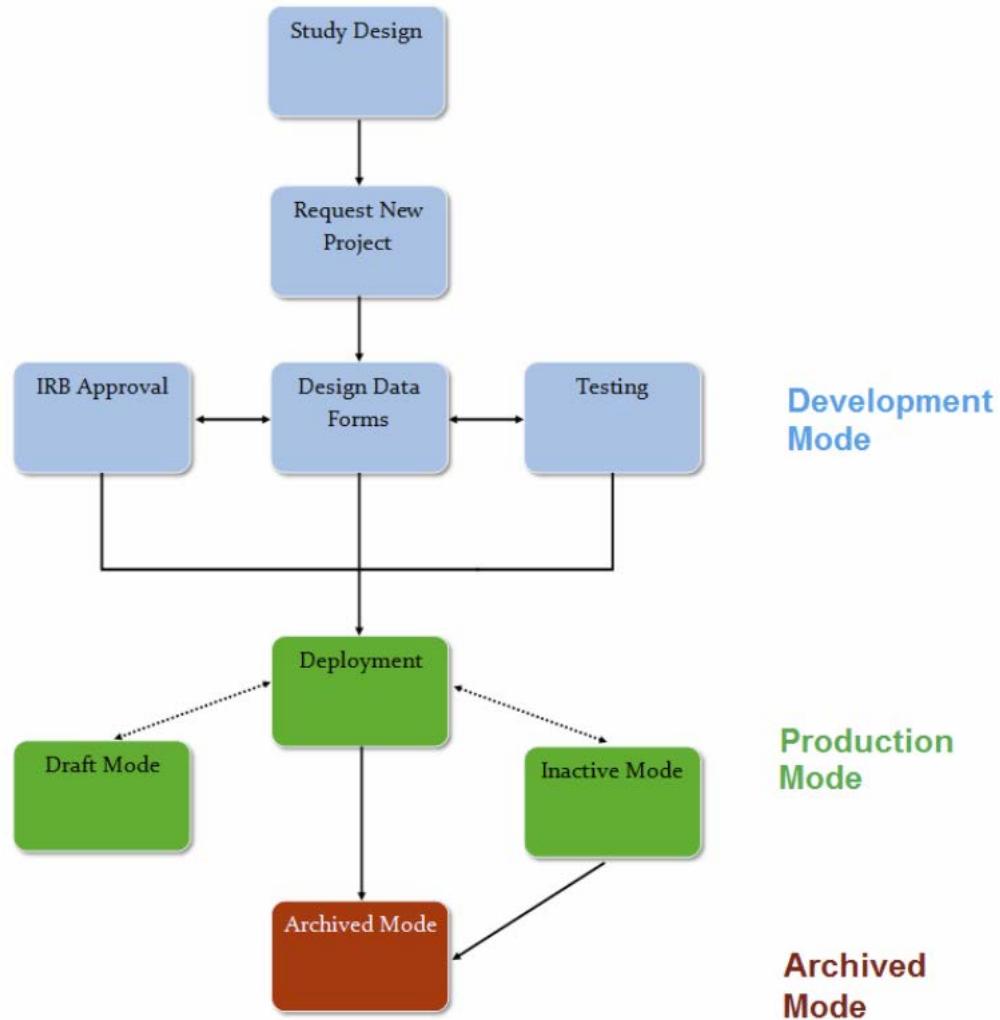 Study Design
Request New
Project
IRB Approval
Design Data
Forms
Testing
Development
Mode
Deployment
Draft Mode
Inactive Mode
Production
Mode
Archived Mode
Archived
Mode